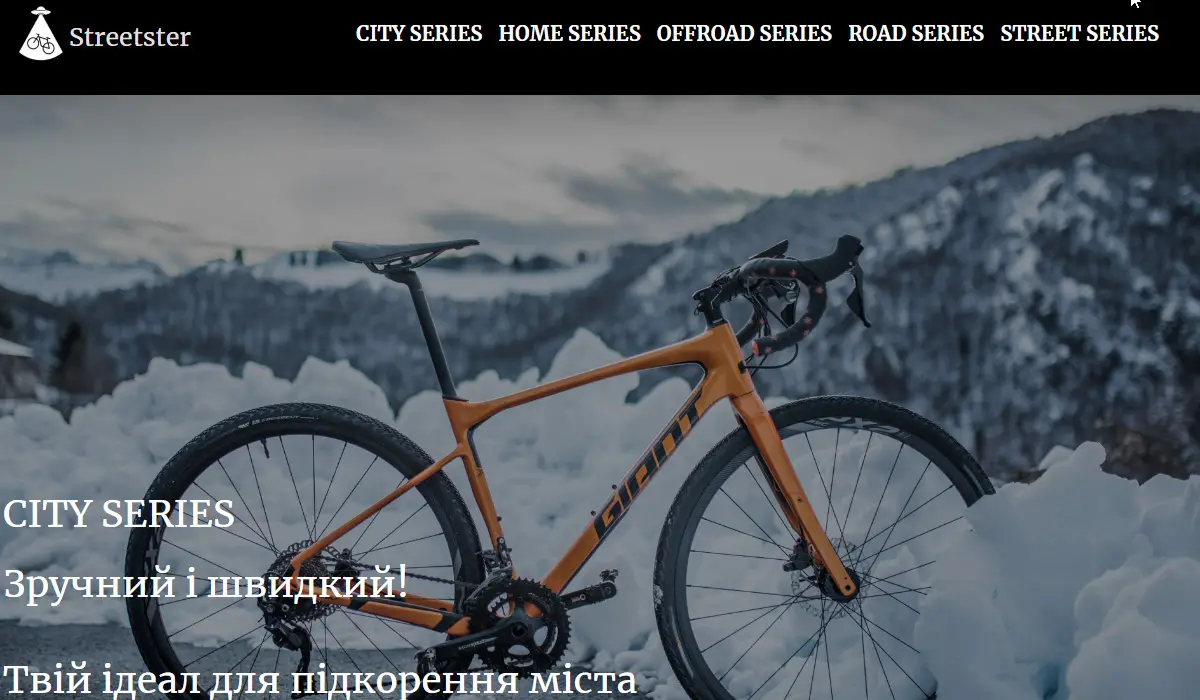 Streetster
CITY SERIES HOME SERIES OFFROAD SERIES ROAD SERIES STREET SERIES
GIANT
CITY SERIES
Зручний і швидкий!
Твій ідеал для підкорення міста